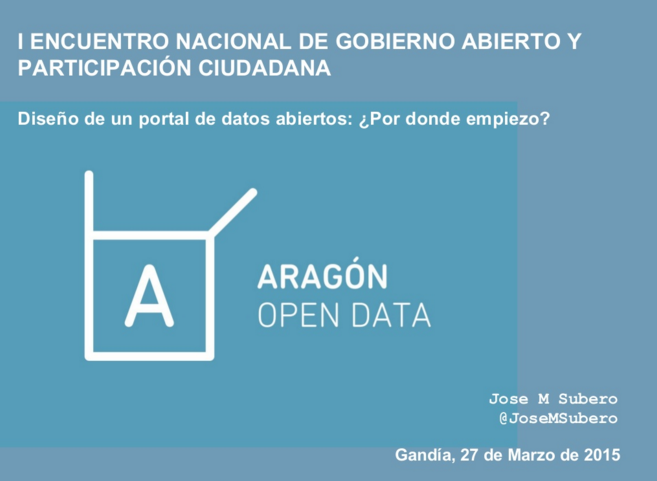 I ENCUENTRO NACIONAL DE GOBIERNO ABIERTO Y
PARTICIPACIÓN CIUDADANA
Diseño de un portal de datos abiertos: ¿Por donde empiezo?
A
ARAGÓN
OPEN DATA
Jose M Subero
@JoseMSubero
Gandía, 27 de Marzo de 2015